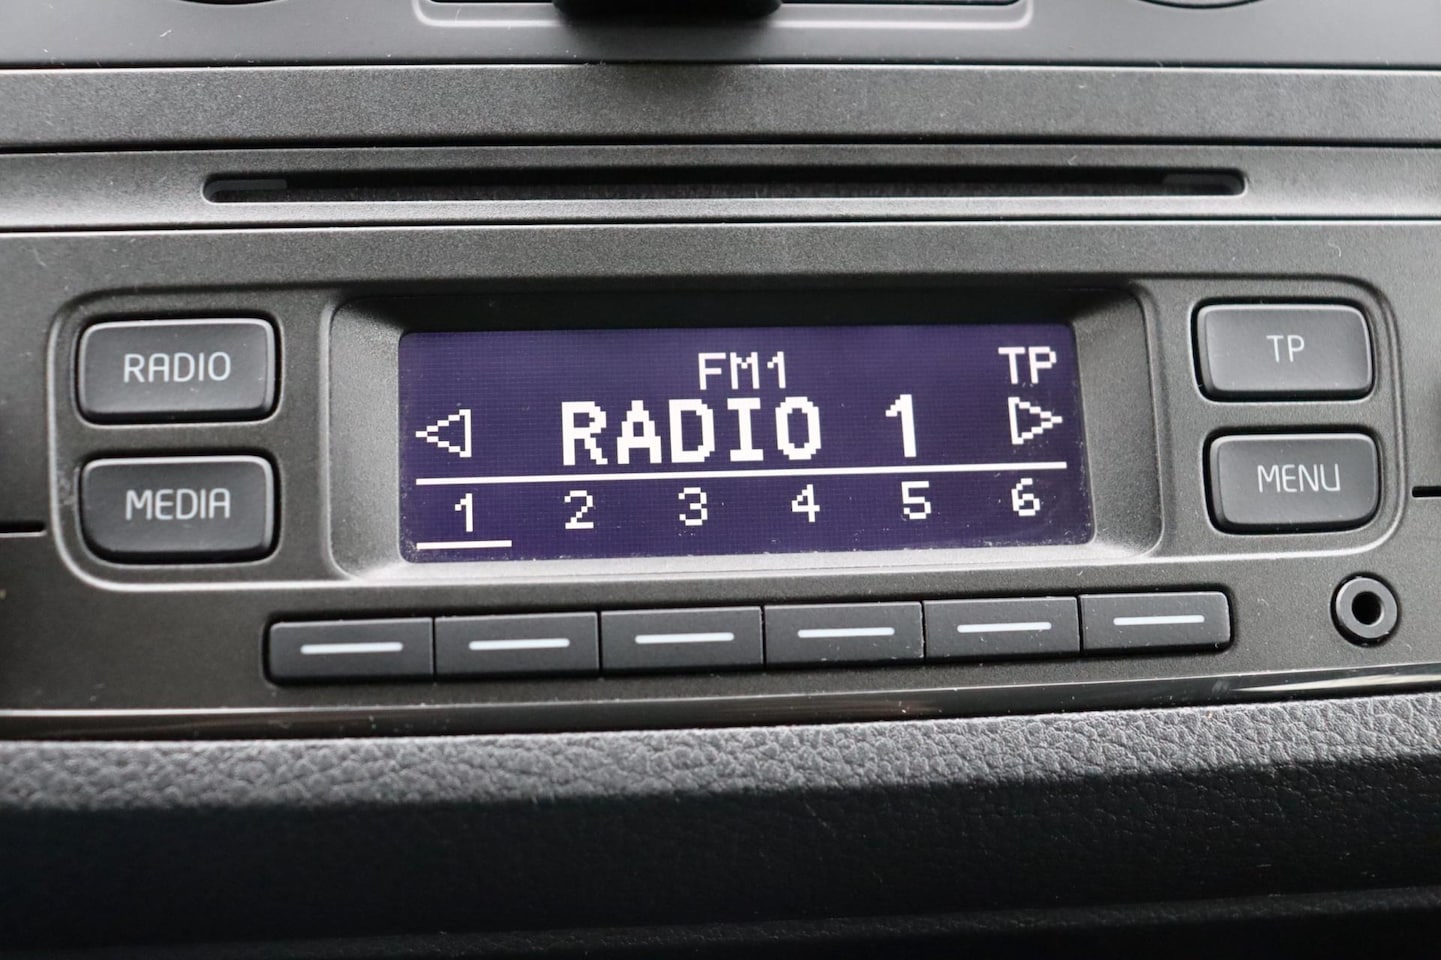 RADIO
MEDIA
FM1 TP
RADIO 1
1 2 3 4 5 6
TP
MENU